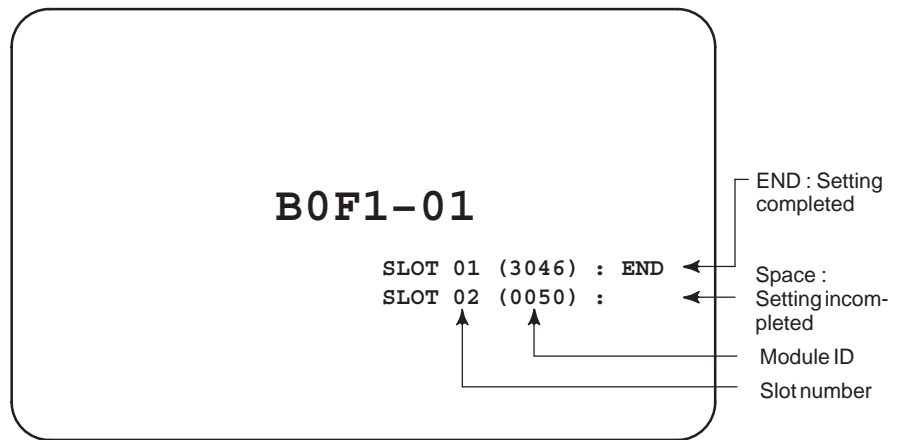 B0F1-01
SLOT 01 (3046) : END
SLOT 02 (0050) :
END : Setting
completed
Space :
Setting incom-
pleted
Module ID
Slot number